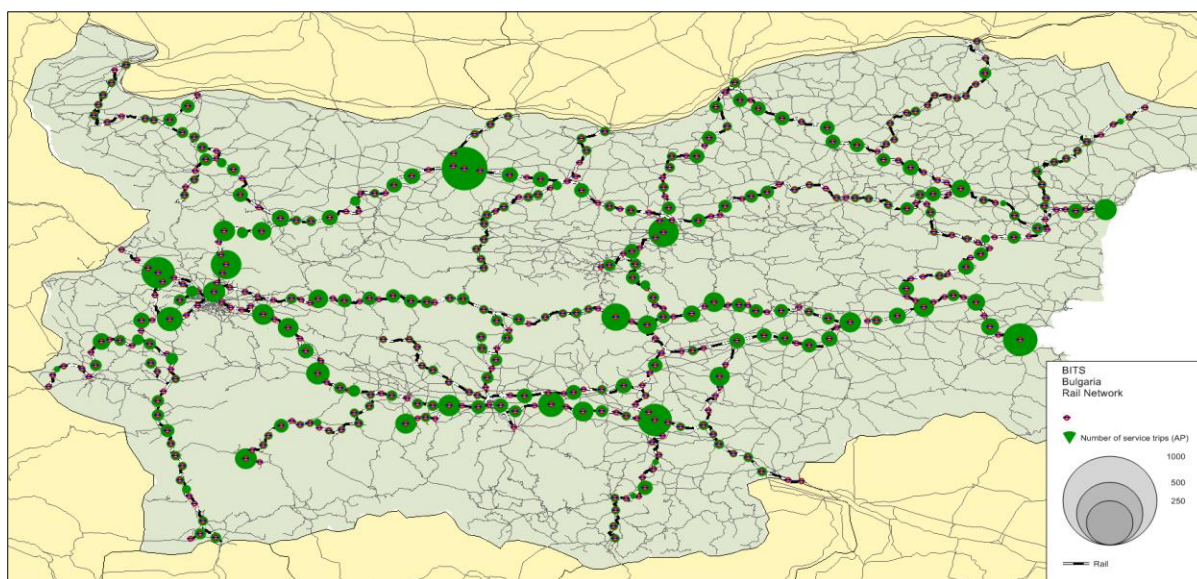 BITS
Bulgaria
Rail Network
Number of service trips (AP)
1000
500
250
Rail